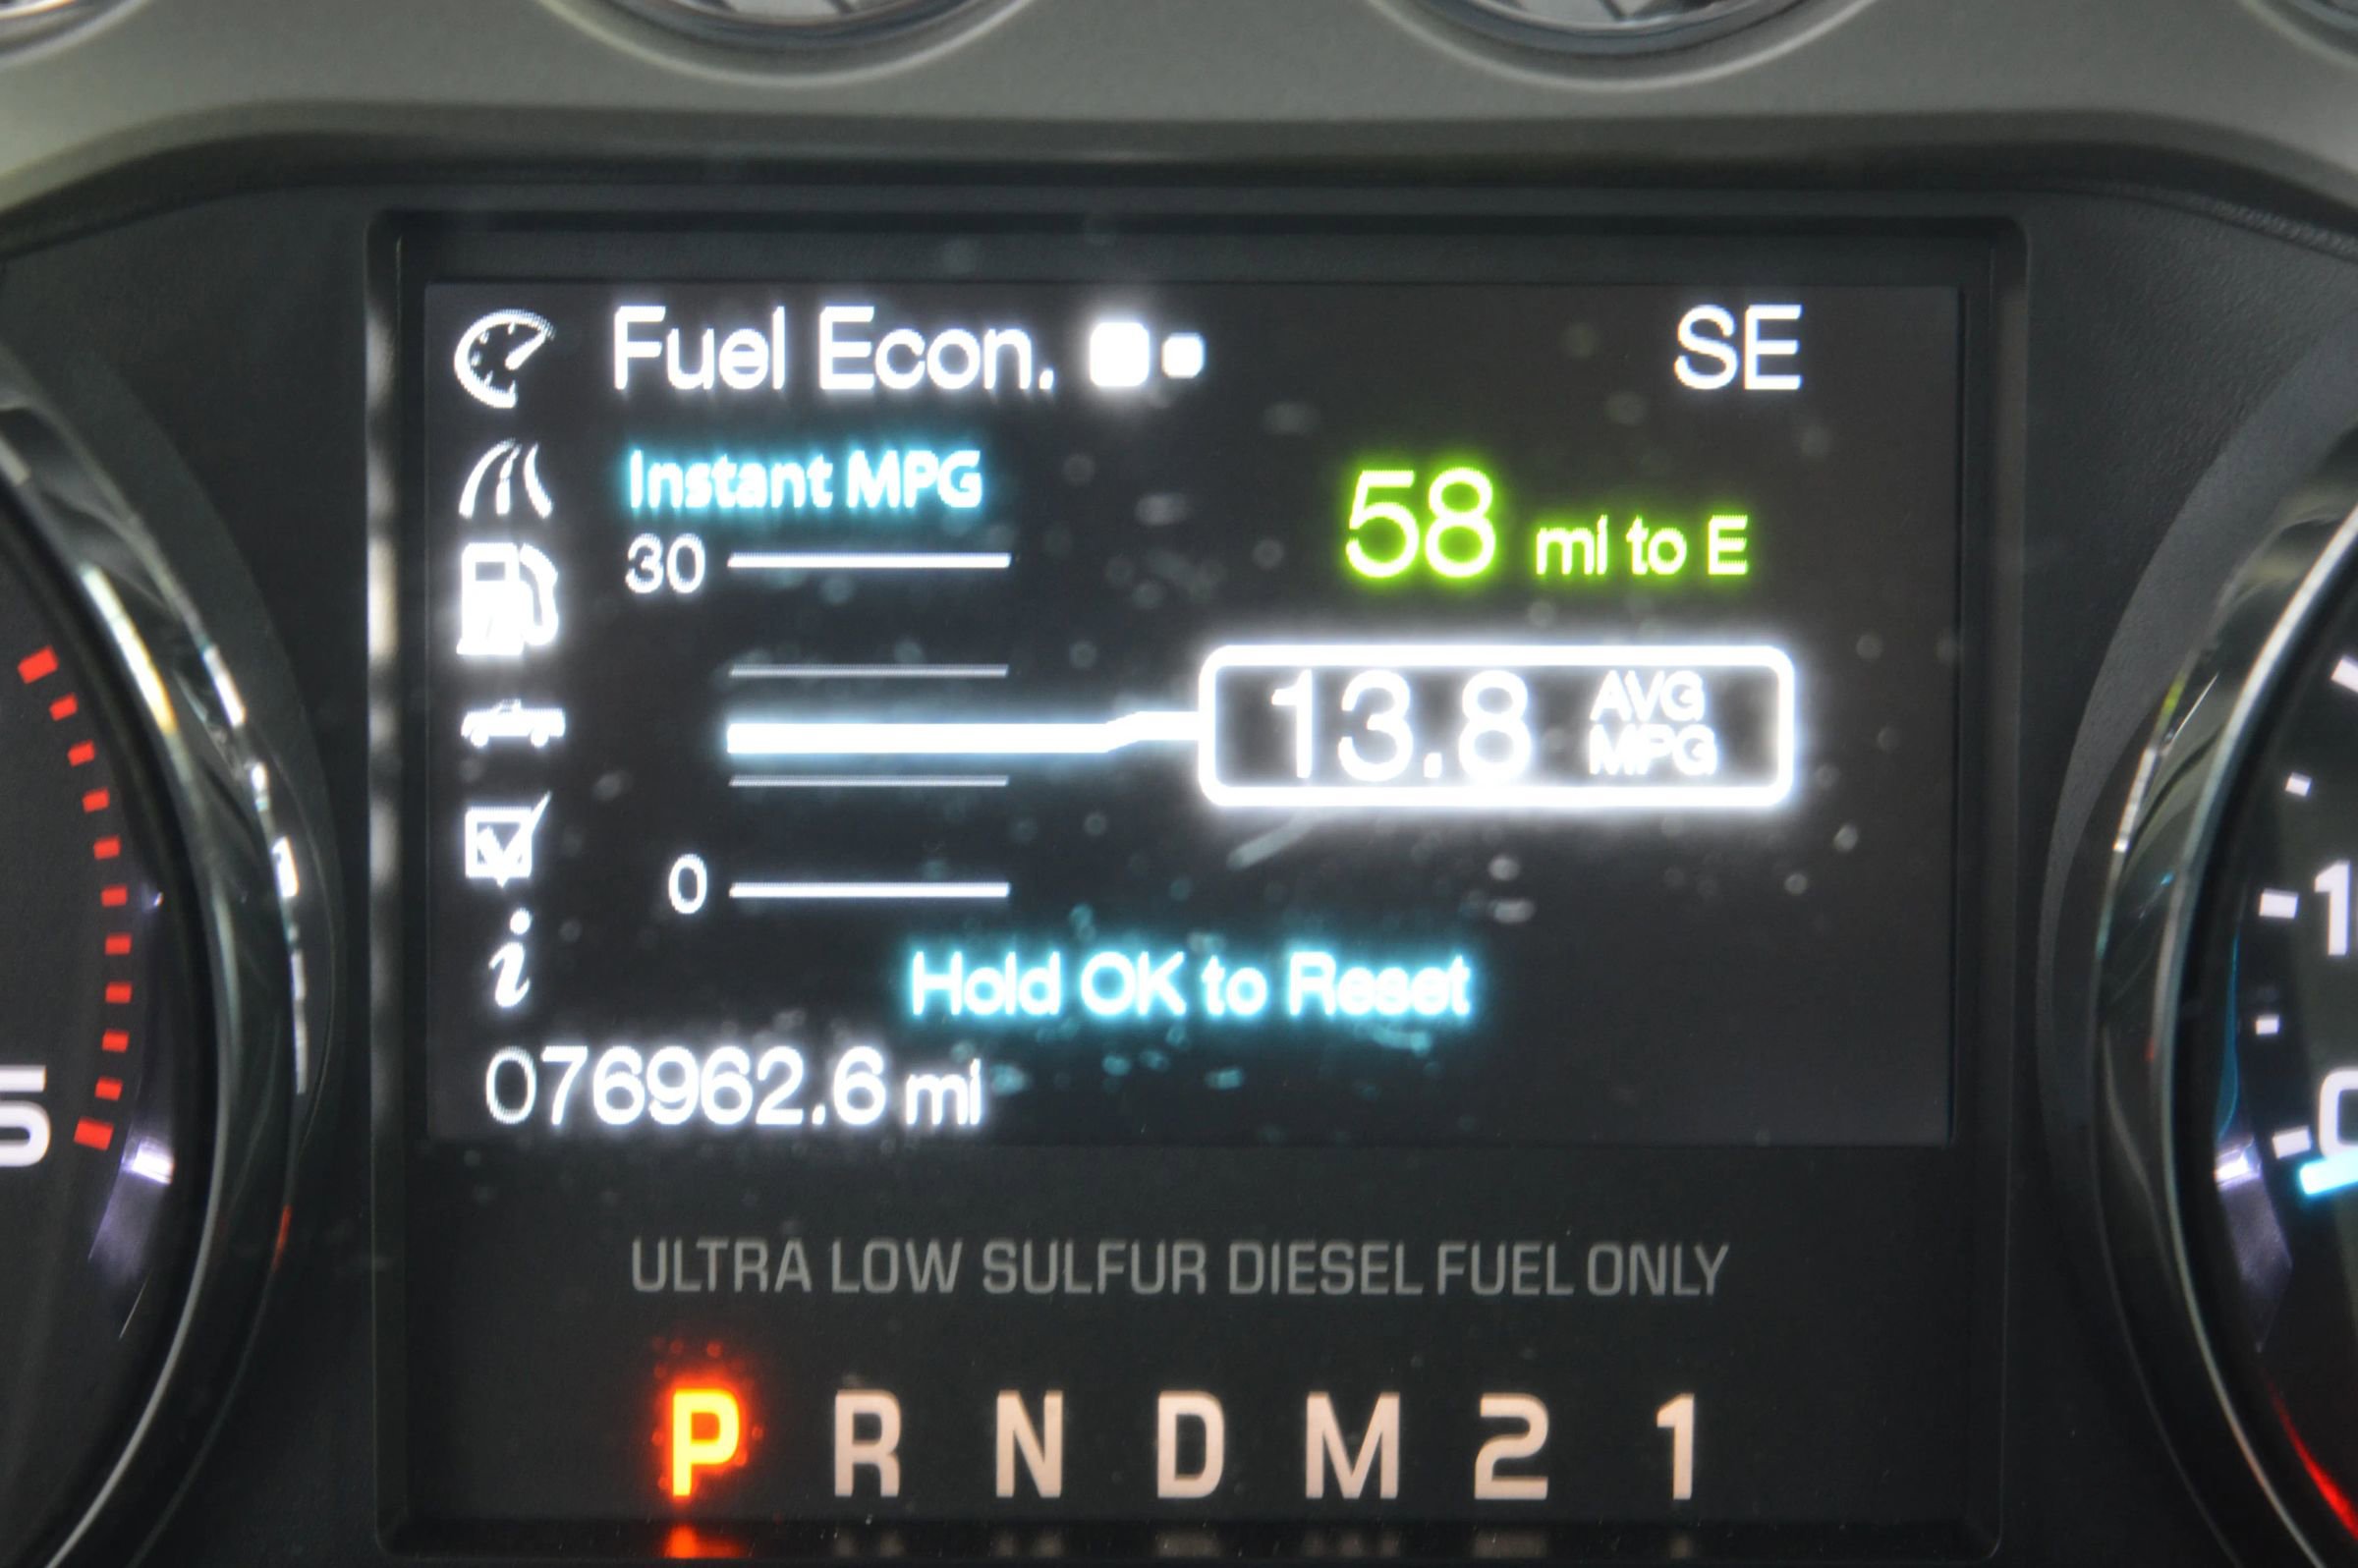 Fuel Econ. SE
Instant MPG
58 mi to E
30
13.8 AVG MPG
0
Hold OK to Reset
076962.6 mi
ULTRA LOW SULFUR DIESEL FUEL ONLY
P R N D M 2 1
5